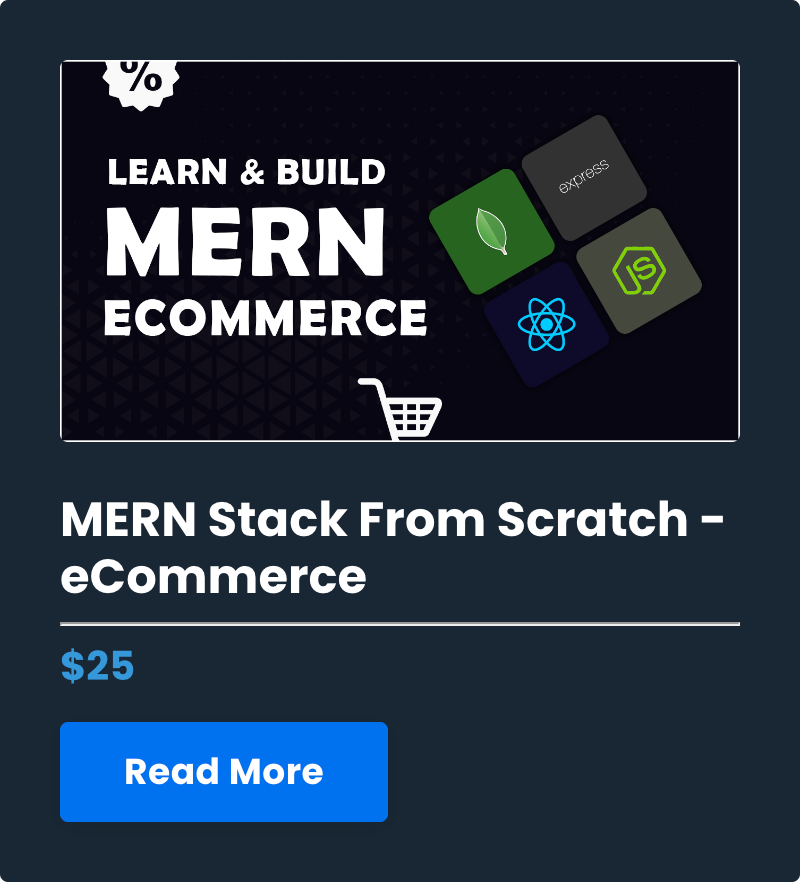 %
LEARN & BUILD
MERN
ECOMMERCE
express
JS
MERN Stack From Scratch -
eCommerce
$25
Read More